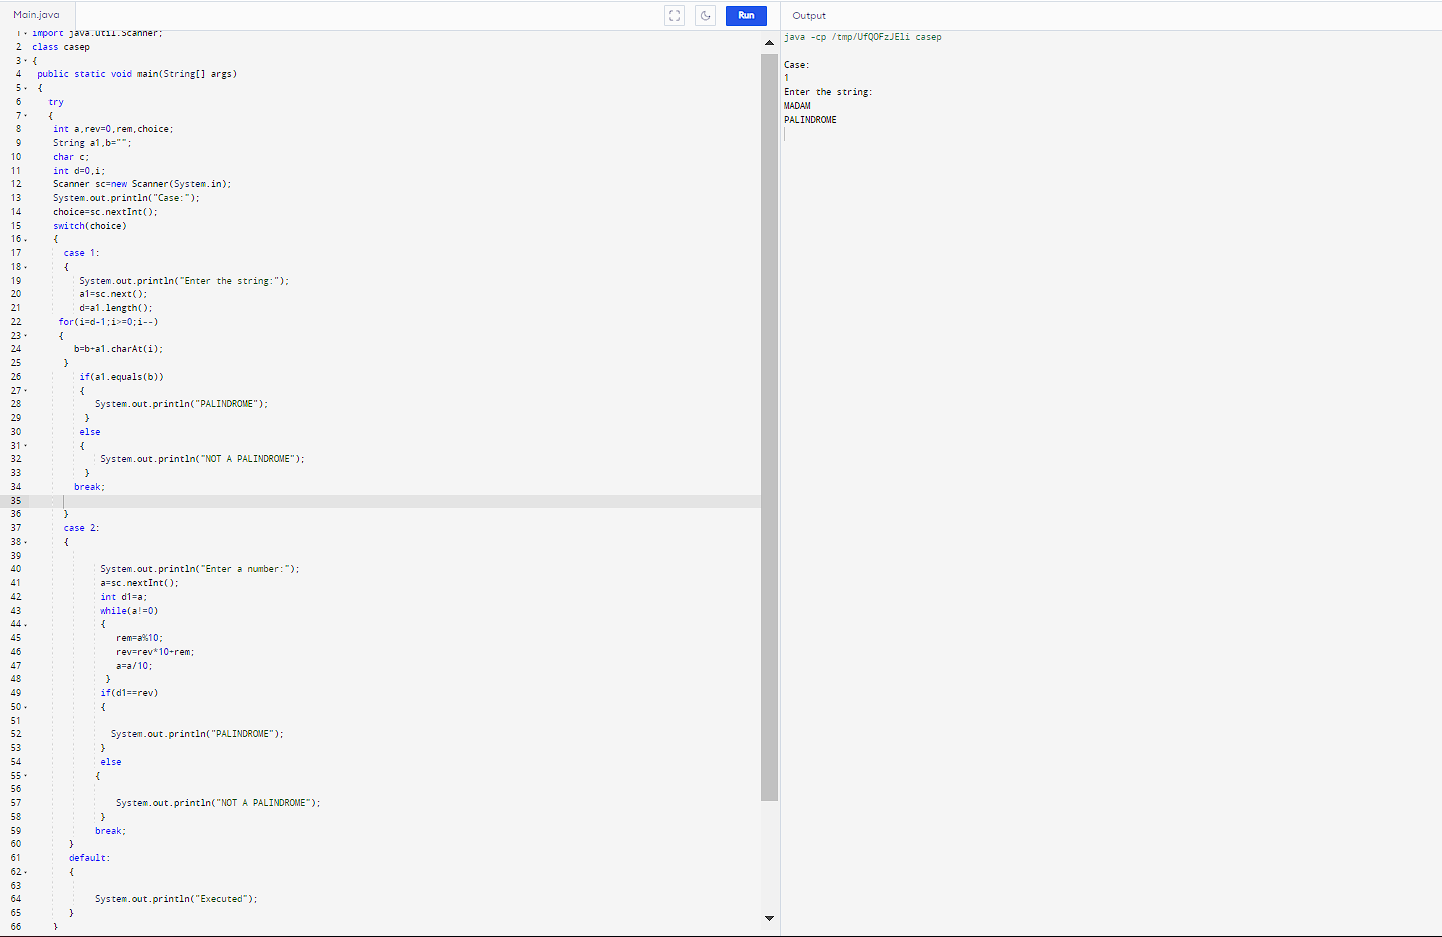 Main.java
Run
Output
1 import java.util.Scanner;
2 class casep
3 {
4 public static void main(String[] args)
5 {
6 try
7 {
8 int a,rev=0,rem,choice;
9 String a1,b="";
10 char c;
11 int d=0,i;
12 Scanner sc=new Scanner(System.in);
13 System.out.println("Case:");
14 choice=sc.nextInt();
15 switch(choice)
16 {
17 case 1:
18 {
19 System.out.println("Enter the string:");
20 a1=sc.next();
21 d=a1.length();
22 for(i=d-1;i>=0;i--)
23 {
24 b=b+a1.charAt(i);
25 }
26 if(a1.equals(b))
27 {
28 System.out.println("PALINDROME");
29 }
30 else
31 {
32 System.out.println("NOT A PALINDROME");
33 }
34 break;
35
36 }
37 case 2:
38 {
39
40 System.out.println("Enter a number:");
41 a=sc.nextInt();
42 int d1=a;
43 while(a!=0)
44 {
45 rem=a%10;
46 rev=rev*10+rem;
47 a=a/10;
48 }
49 if(d1==rev)
50 {
51
52 System.out.println("PALINDROME");
53 }
54 else
55 {
56
57 System.out.println("NOT A PALINDROME");
58 }
59 break;
60 }
61 default:
62 {
63
64 System.out.println("Executed");
65 }
66 }
java -cp /tmp/UfQOFzJEli casep
Case:
1
Enter the string:
MADAM
PALINDROME